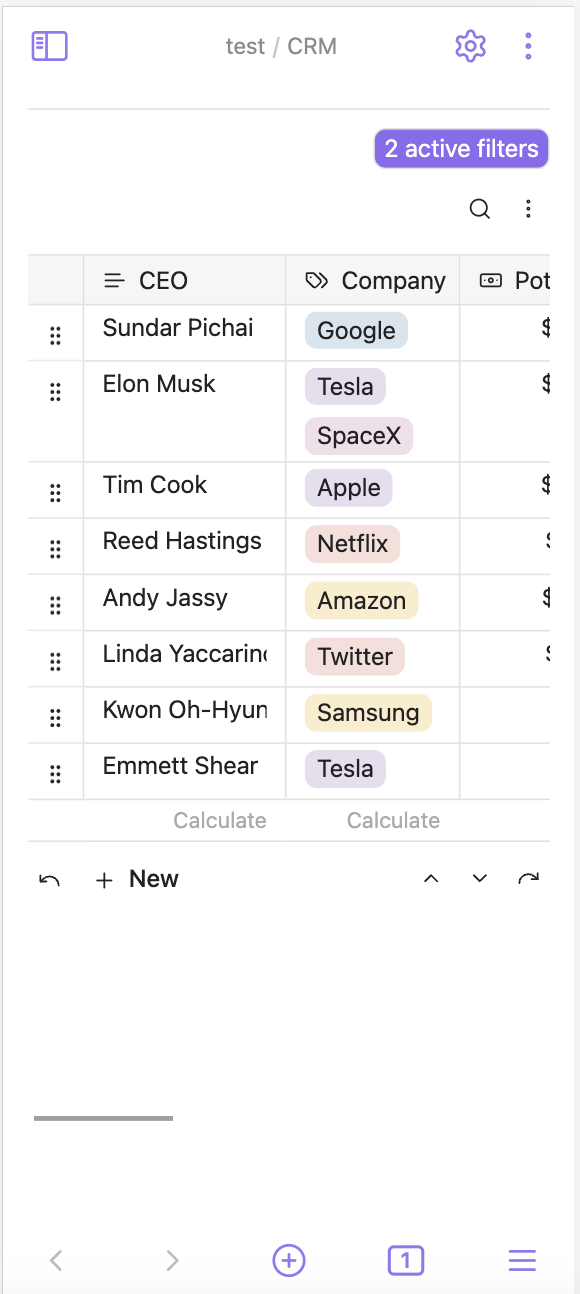 test / CRM
2 active filters
CEO Company Pot
Sundar Pichai Google $
Elon Musk Tesla $
SpaceX
Tim Cook Apple $
Reed Hastings Netflix $
Andy Jassy Amazon $
Linda Yaccarino Twitter $
Kwon Oh-Hyun Samsung
Emmett Shear Tesla
Calculate Calculate
New
1